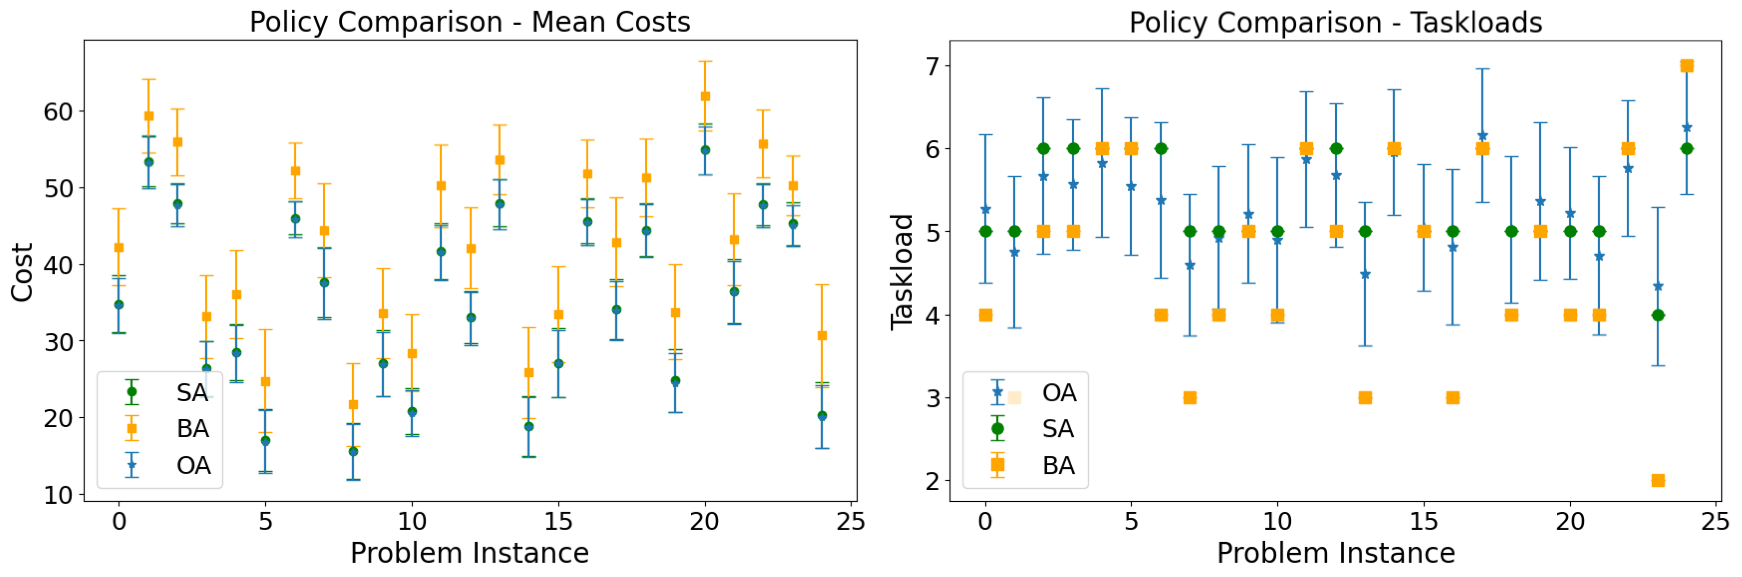 Policy Comparison - Mean Costs
Cost
60
50
40
30
20
10
SA
BA
OA
0 5 10 15 20 25
Problem Instance
Policy Comparison - Taskloads
Taskload
7
6
5
4
3
2
OA
SA
BA
0 5 10 15 20 25
Problem Instance